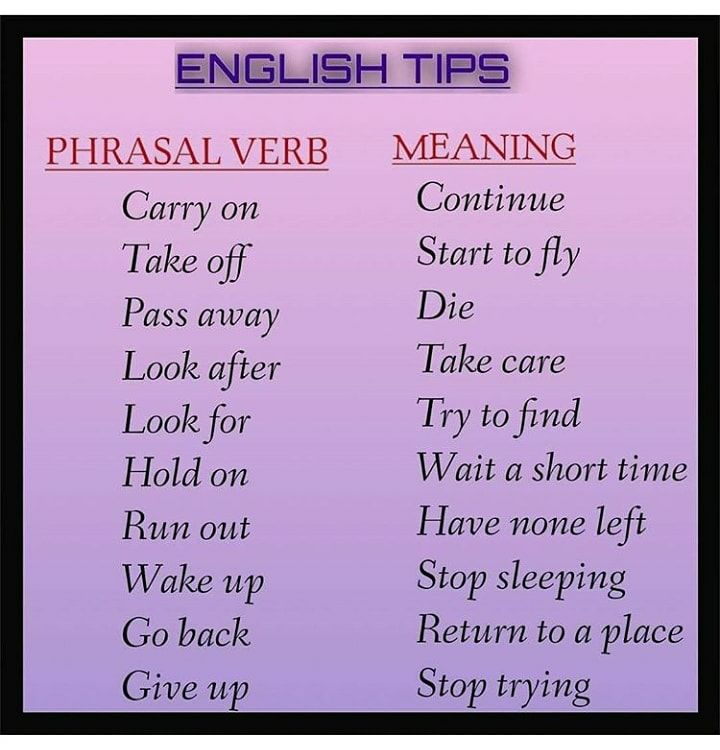 ENGLISH TIPS
PHRASAL VERB MEANING
Carry on Continue
Take off Start to fly
Pass away Die
Look after Take care
Look for Try to find
Hold on Wait a short time
Run out Have none left
Wake up Stop sleeping
Go back Return to a place
Give up Stop trying